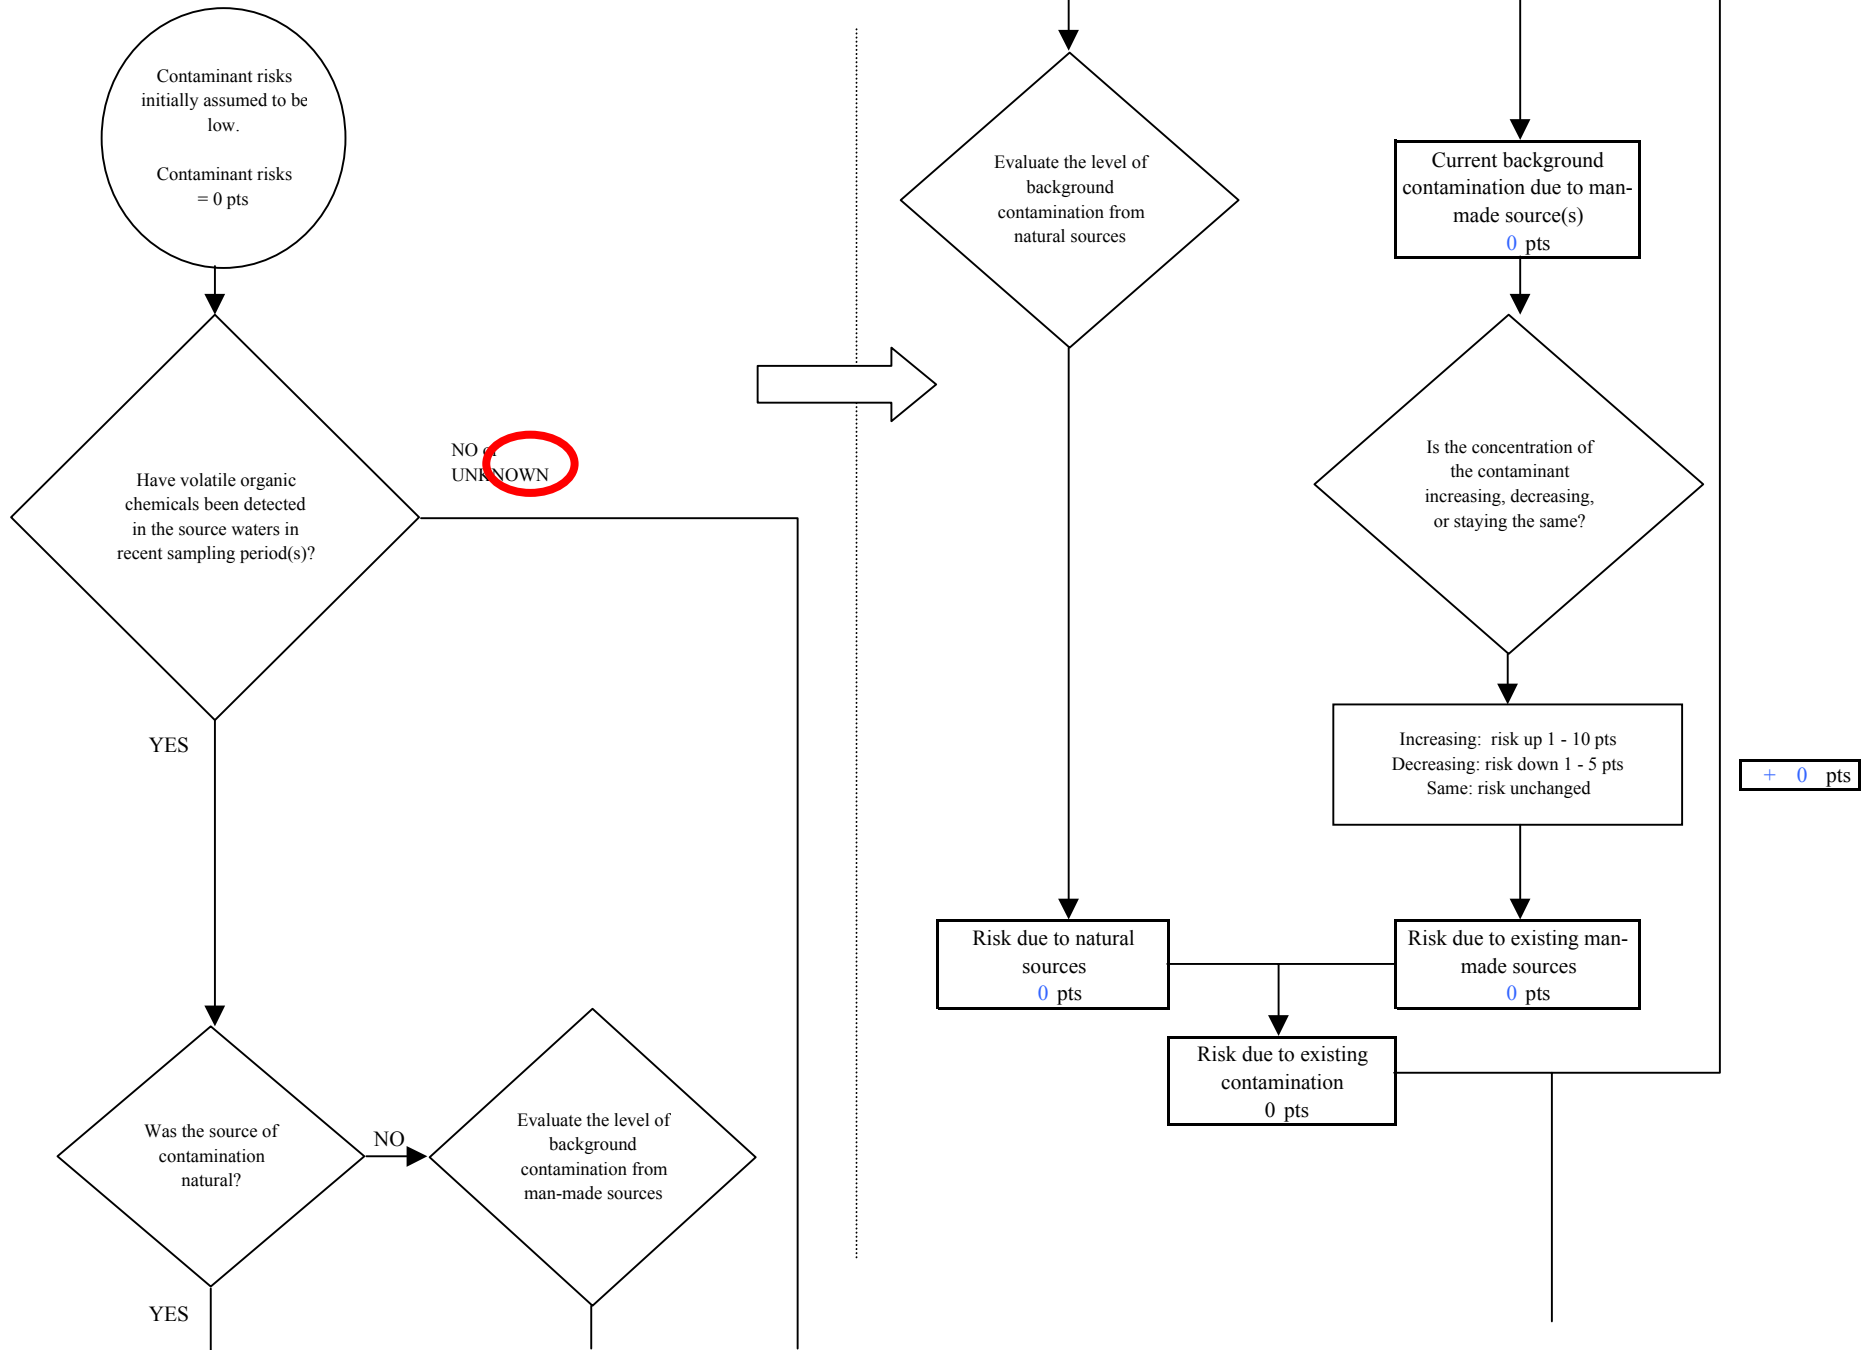 Contaminant risks
initially assumed to be
low.
Contaminant risks
= 0 pts
Have volatile organic
chemicals been detected
in the source waters in
recent sampling period(s)?
NO or
UNKNOWN
YES
Was the source of
contamination
natural?
NO
Evaluate the level of
background
contamination from
man-made sources
YES
Evaluate the level of
background
contamination from
natural sources
Current background
contamination due to man-
made source(s)
0 pts
Is the concentration of
the contaminant
increasing, decreasing,
or staying the same?
Increasing: risk up 1 - 10 pts
Decreasing: risk down 1 - 5 pts
Same: risk unchanged
+ 0 pts
Risk due to natural
sources
0 pts
Risk due to existing man-
made sources
0 pts
Risk due to existing
contamination
0 pts